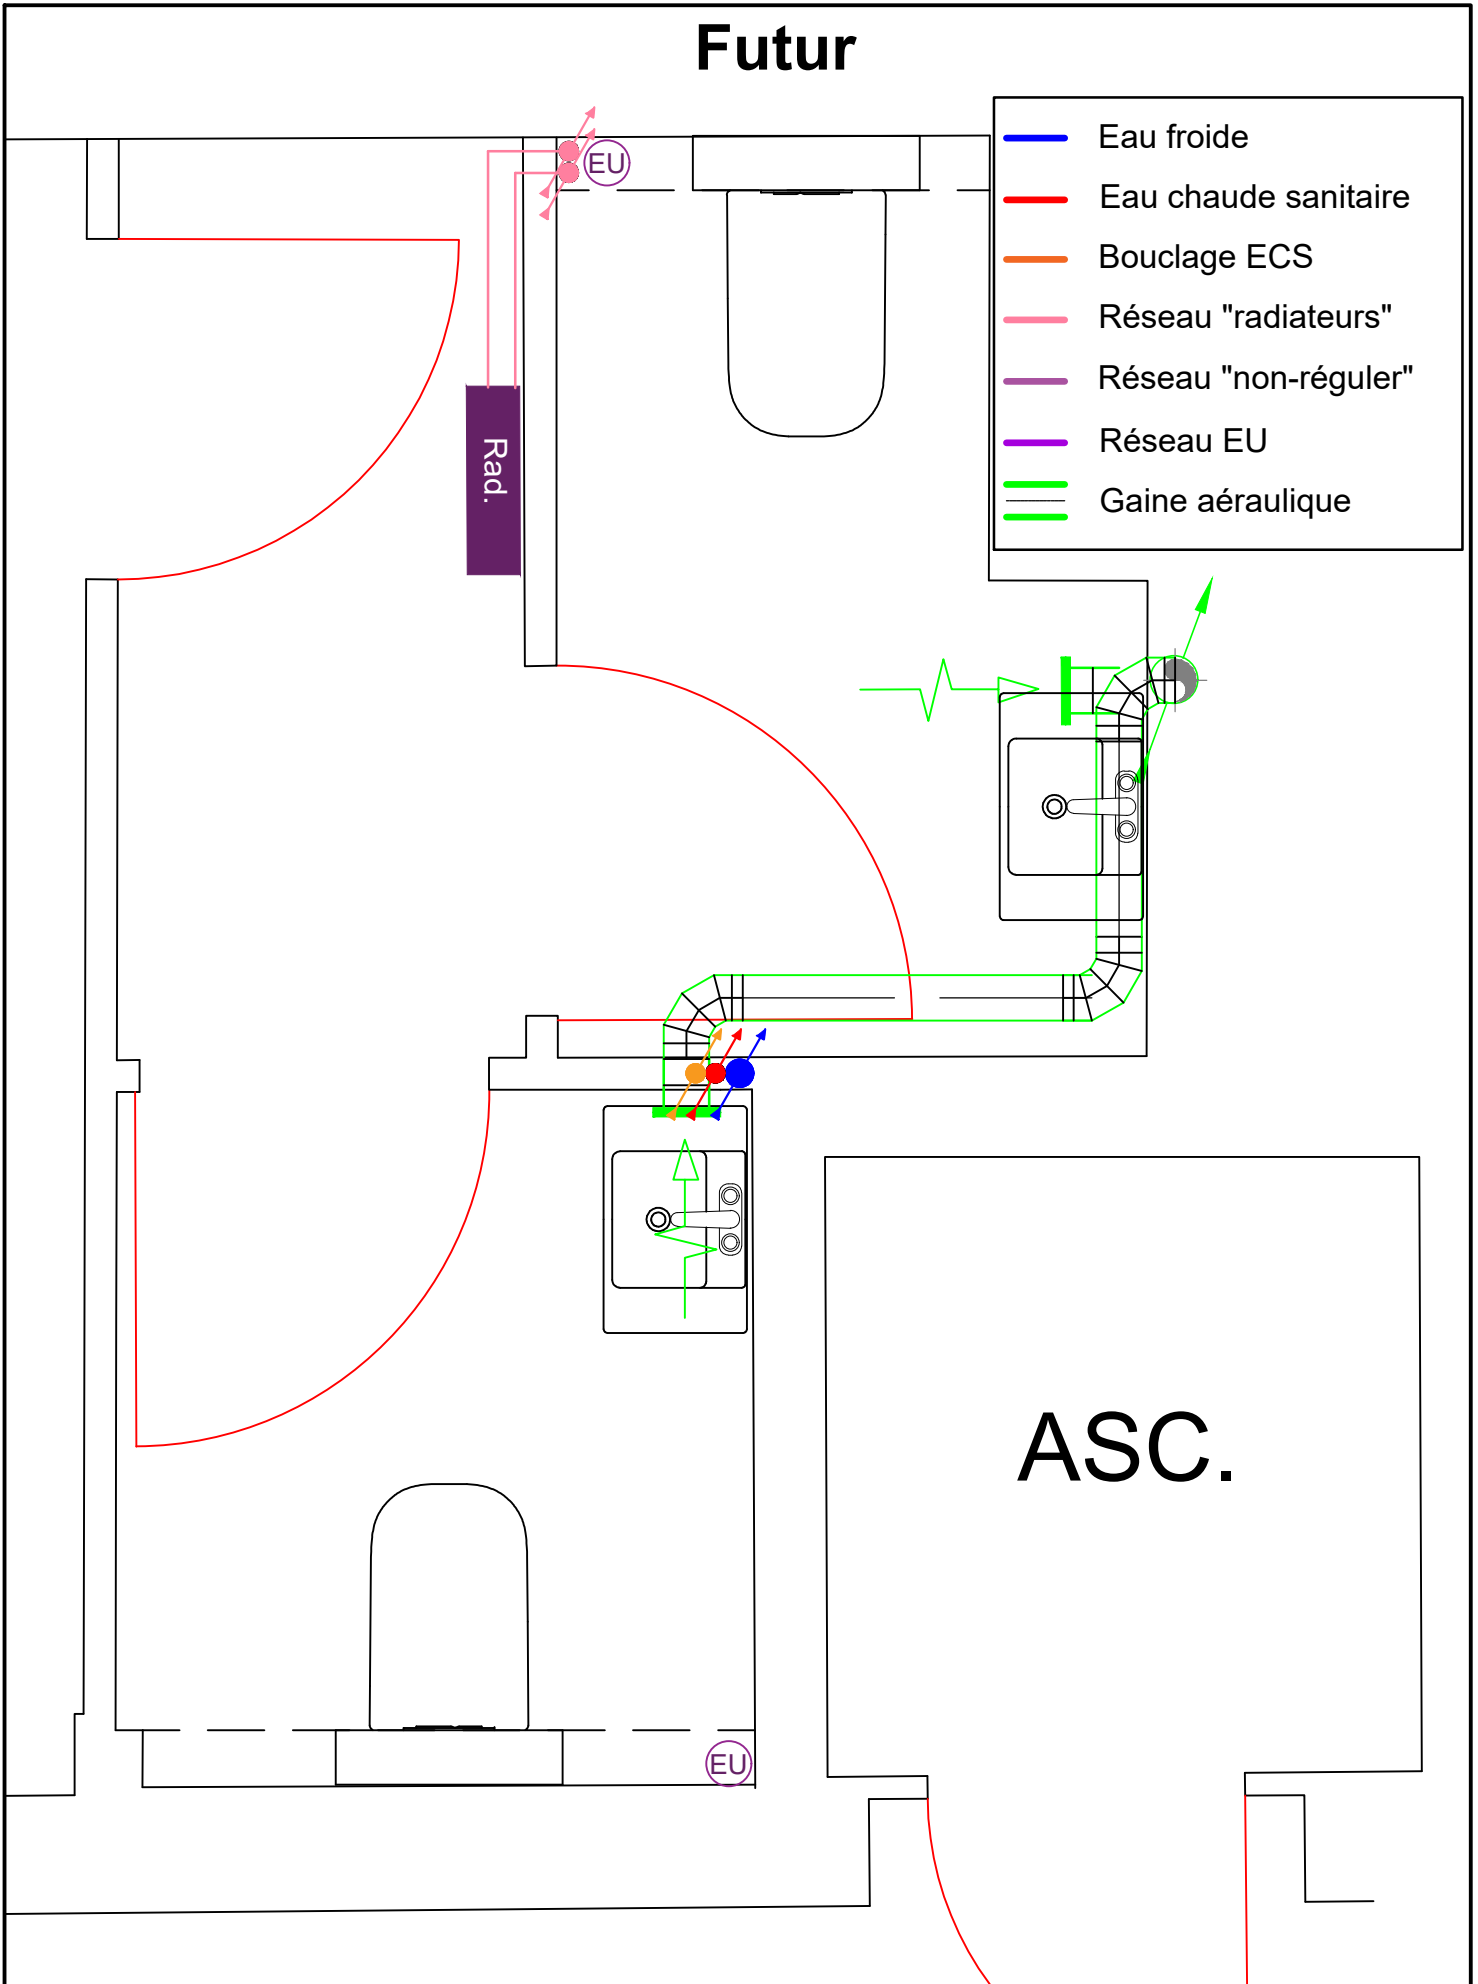 Futur
Eau froide
Eau chaude sanitaire
Bouclage ECS
Réseau "radiateurs"
Réseau "non-réguler"
Réseau EU
Gaine aéraulique
EU
Rad.
ASC.
EU